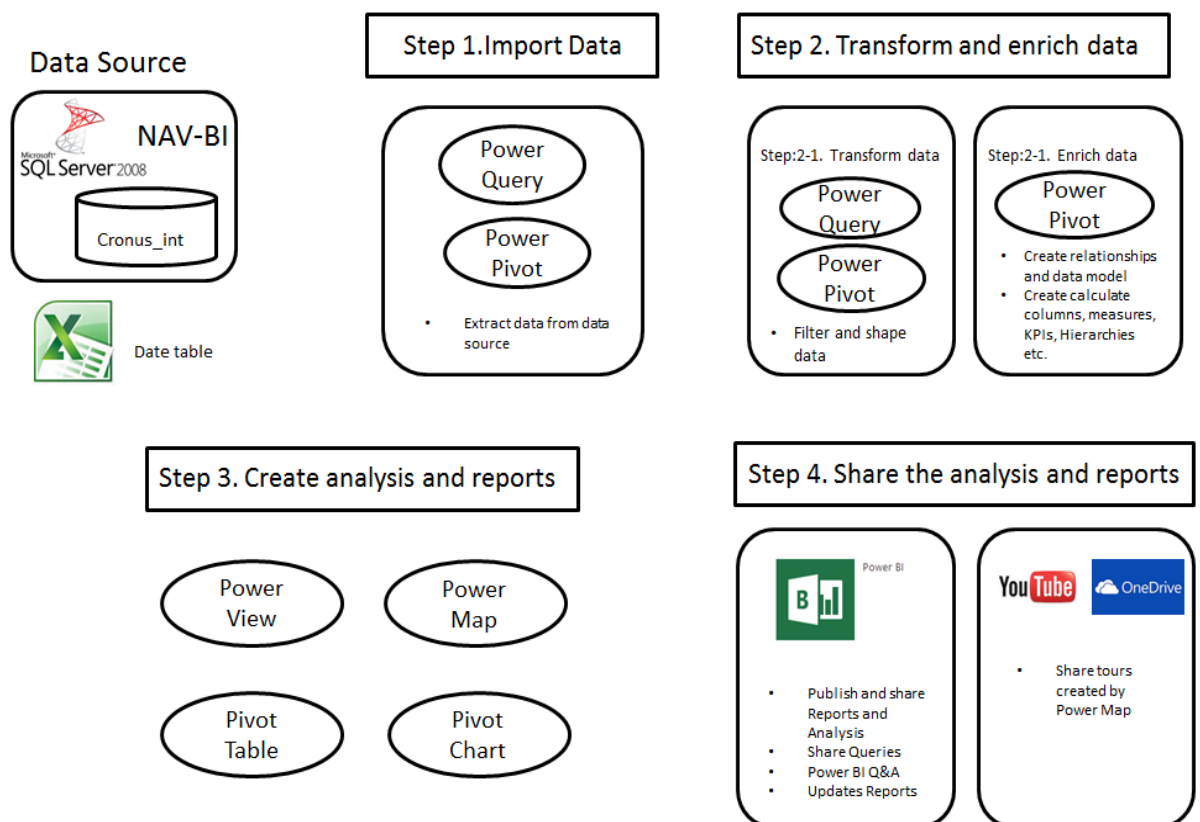 Data Source
Microsoft®
SQL Server 2008
NAV-BI
Cronus_int
Date table
Step 1.Import Data
Power
Query
Power
Pivot
• Extract data from data
source
Step 2. Transform and enrich data
Step:2-1. Transform data
Power
Query
Power
Pivot
• Filter and shape
data
Step:2-1. Enrich data
Power
Pivot
• Create relationships
and data model
• Create calculate
columns, measures,
KPIs, Hierarchies
etc.
Step 3. Create analysis and reports
Power
View
Power
Map
Pivot
Table
Pivot
Chart
Step 4. Share the analysis and reports
B
Power BI
• Publish and share
Reports and
Analysis
• Share Queries
• Power BI Q&A
• Updates Reports
YouTube
OneDrive
• Share tours
created by
Power Map